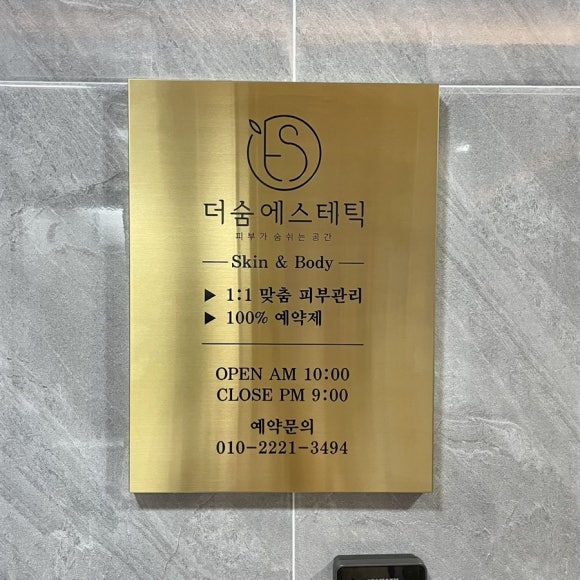 더숨 에스테틱
피부가 숨쉬는 공간
Skin & Body
▶ 1:1 맞춤 피부관리
▶ 100% 예약제
OPEN AM 10:00
CLOSE PM 9:00
예약문의
010-2221-3494